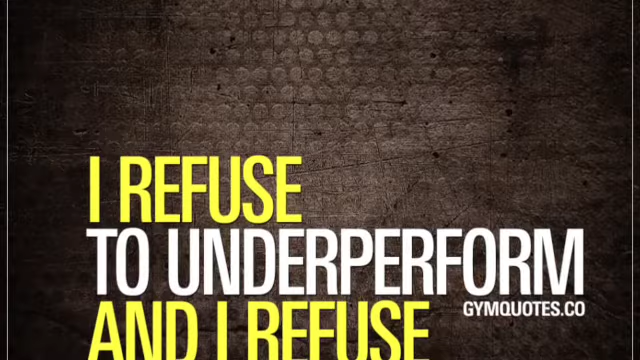 I REFUSE
TO UNDERPERFORM
GYMQUOTES.CO
AND I REFUSE